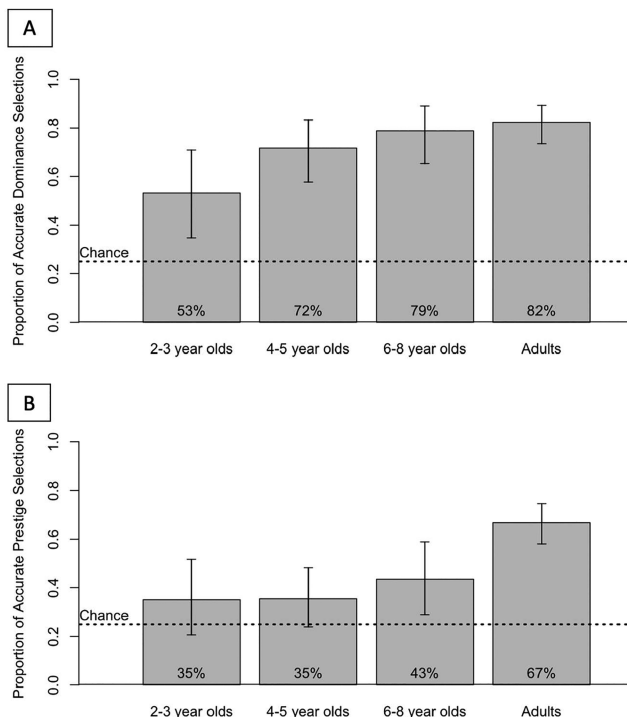 A
Proportion of Accurate Dominance Selections
1.0
0.8
0.6
0.4
0.2
0.0
Chance
53% 72% 79% 82%
2-3 year olds 4-5 year olds 6-8 year olds Adults
B
Proportion of Accurate Prestige Selections
1.0
0.8
0.6
0.4
0.2
0.0
Chance
35% 35% 43% 67%
2-3 year olds 4-5 year olds 6-8 year olds Adults